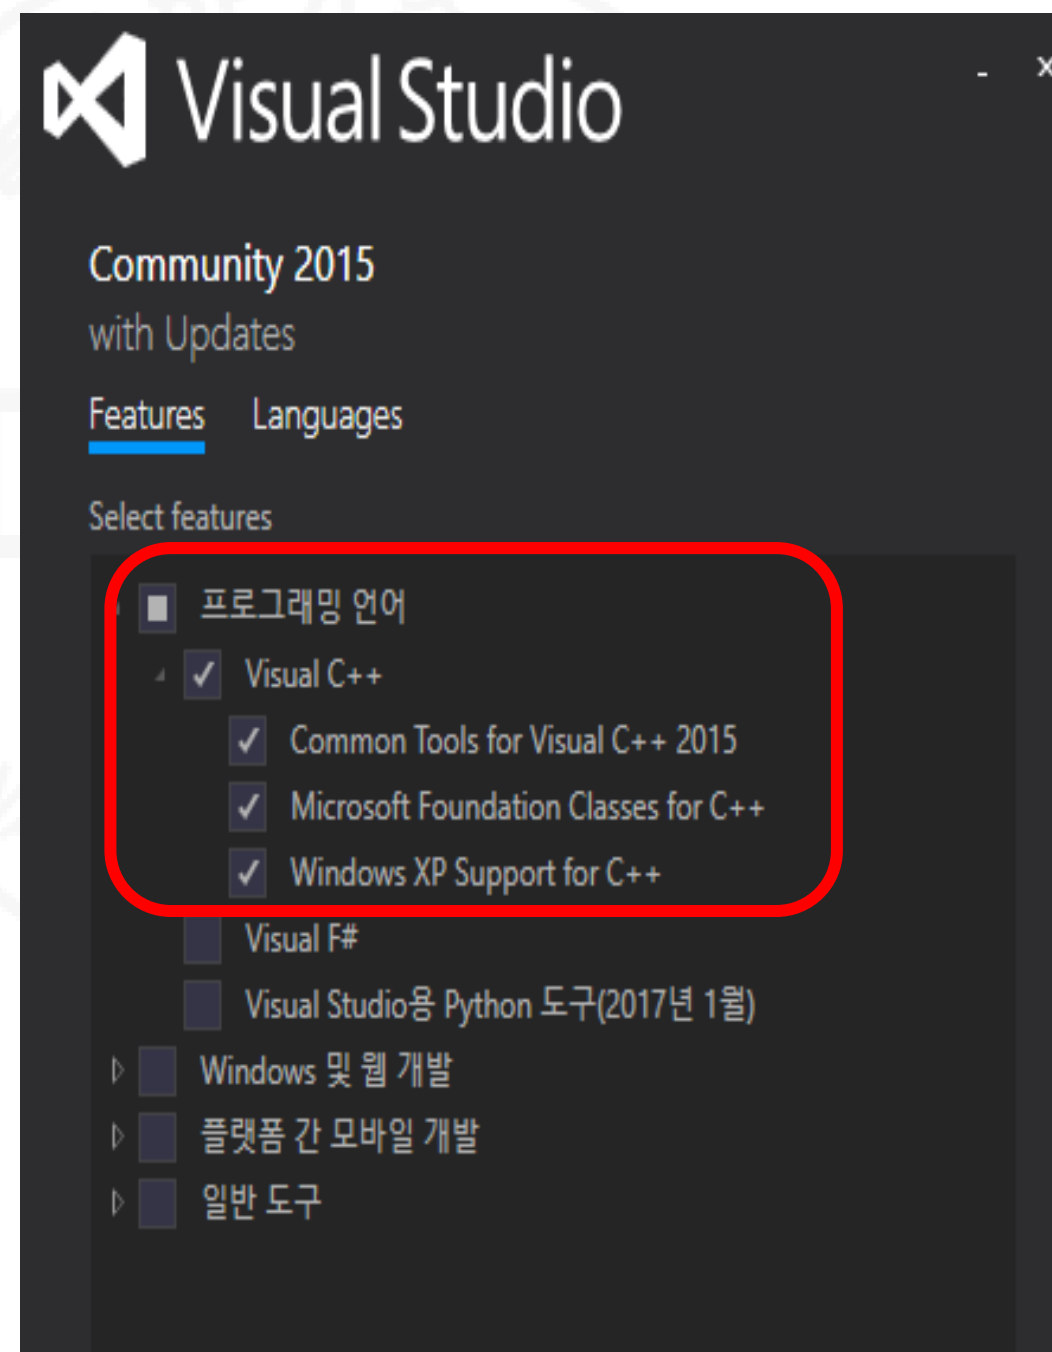 Visual Studio
Community 2015
with Updates
Features Languages
Select features
프로그래밍 언어
Visual C++
Common Tools for Visual C++ 2015
Microsoft Foundation Classes for C++
Windows XP Support for C++
Visual F#
Visual Studio용 Python 도구(2017년 1월)
Windows 및 웹 개발
플랫폼 간 모바일 개발
일반 도구